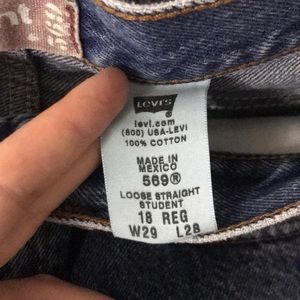 nt
LEVI'S
®
levi.com
(800) USA-LEVI
100% COTTON
MADE IN
MEXICO
569®
LOOSE STRAIGHT
STUDENT
18 REG
W29 L28